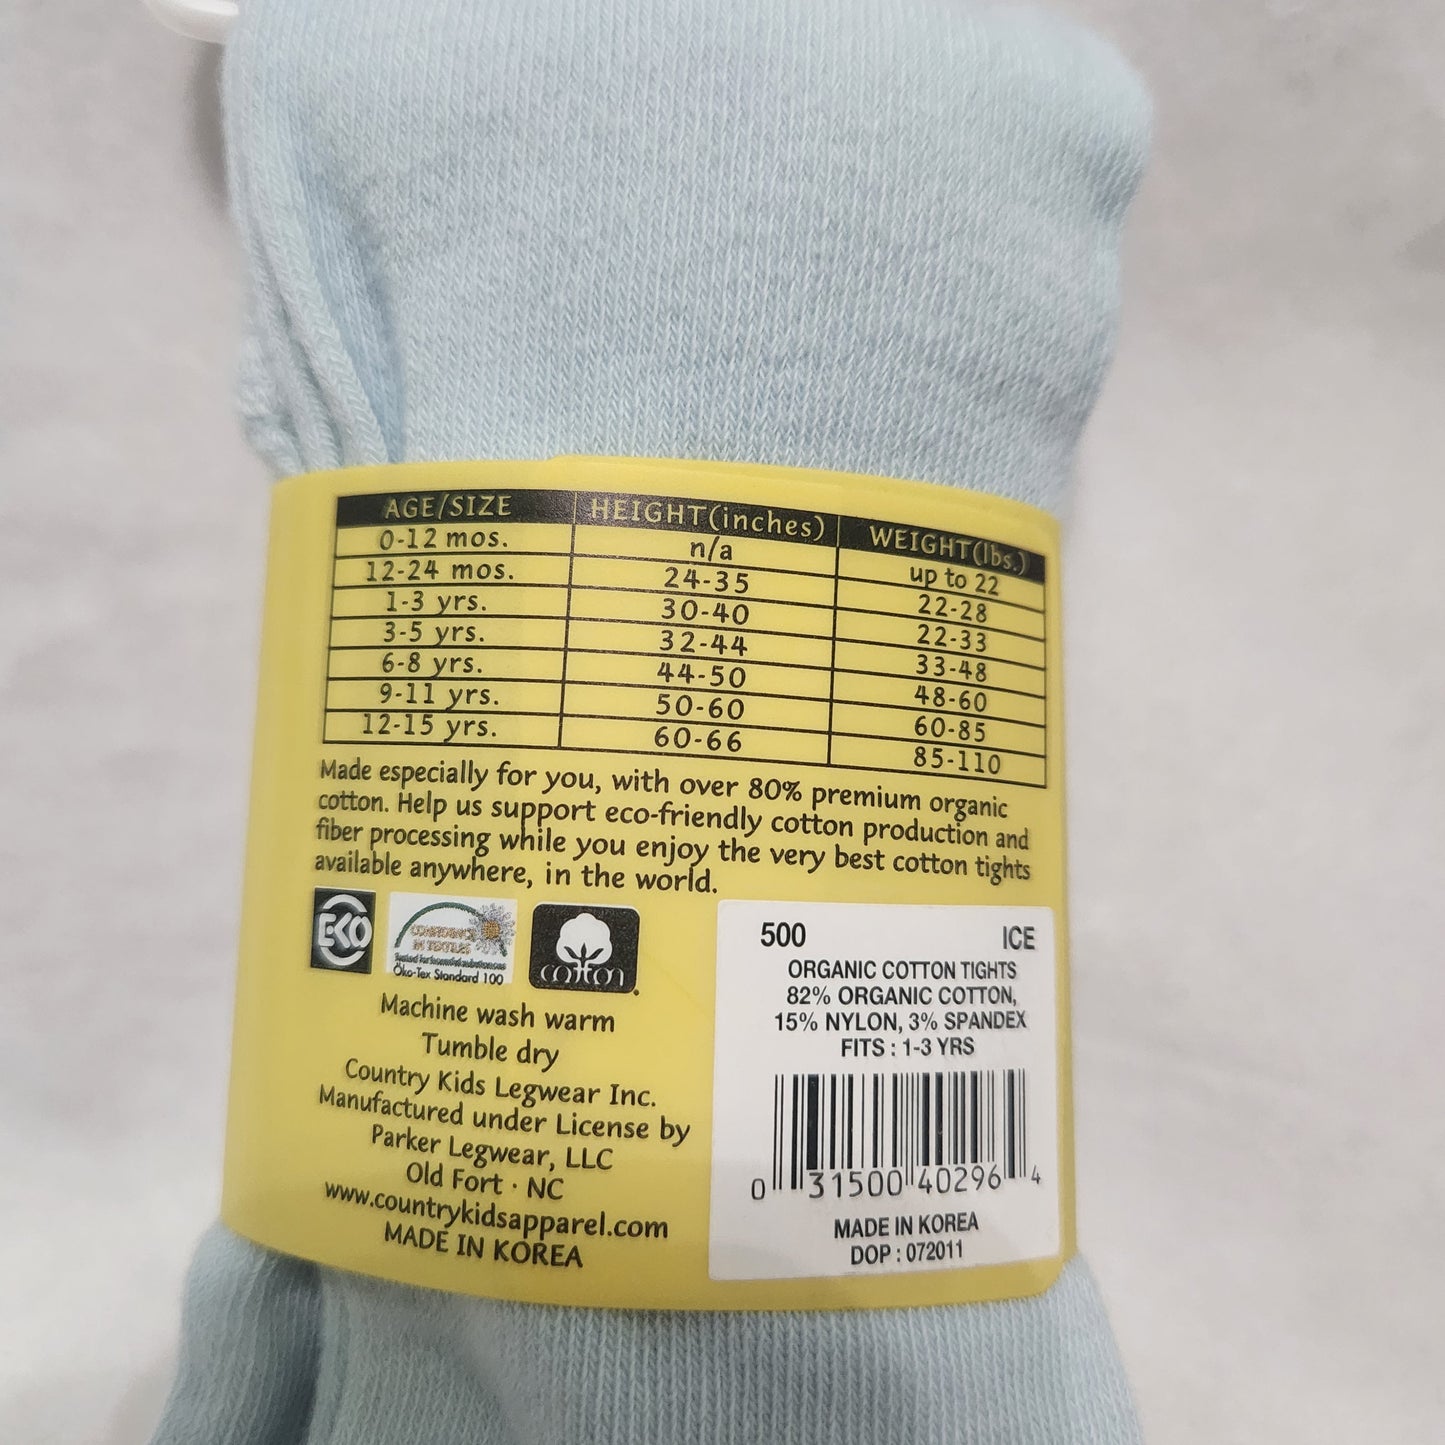 AGE/SIZE HEIGHT(inches) WEIGHT(lbs.)
0-12 mos. n/a up to 22
12-24 mos. 24-35 22-28
1-3 yrs. 30-40 22-33
3-5 yrs. 32-44 33-48
6-8 yrs. 44-50 48-60
9-11 yrs. 50-60 60-85
12-15 yrs. 60-66 85-110
Made especially for you, with over 80% premium organic
cotton. Help us support eco-friendly cotton production and
fiber processing while you enjoy the very best cotton tights
available anywhere, in the world.
EKO
CONFIDENCE
IN TEXTILES
Öko-Tex Standard 100
cotton
Machine wash warm
Tumble dry
Country Kids Legwear Inc.
Manufactured under License by
Parker Legwear, LLC
Old Fort · NC
www.countrykidsapparel.com
MADE IN KOREA
500 ICE
ORGANIC COTTON TIGHTS
82% ORGANIC COTTON,
15% NYLON, 3% SPANDEX
FITS : 1-3 YRS
0 31500 40296 4
MADE IN KOREA
DOP : 072011